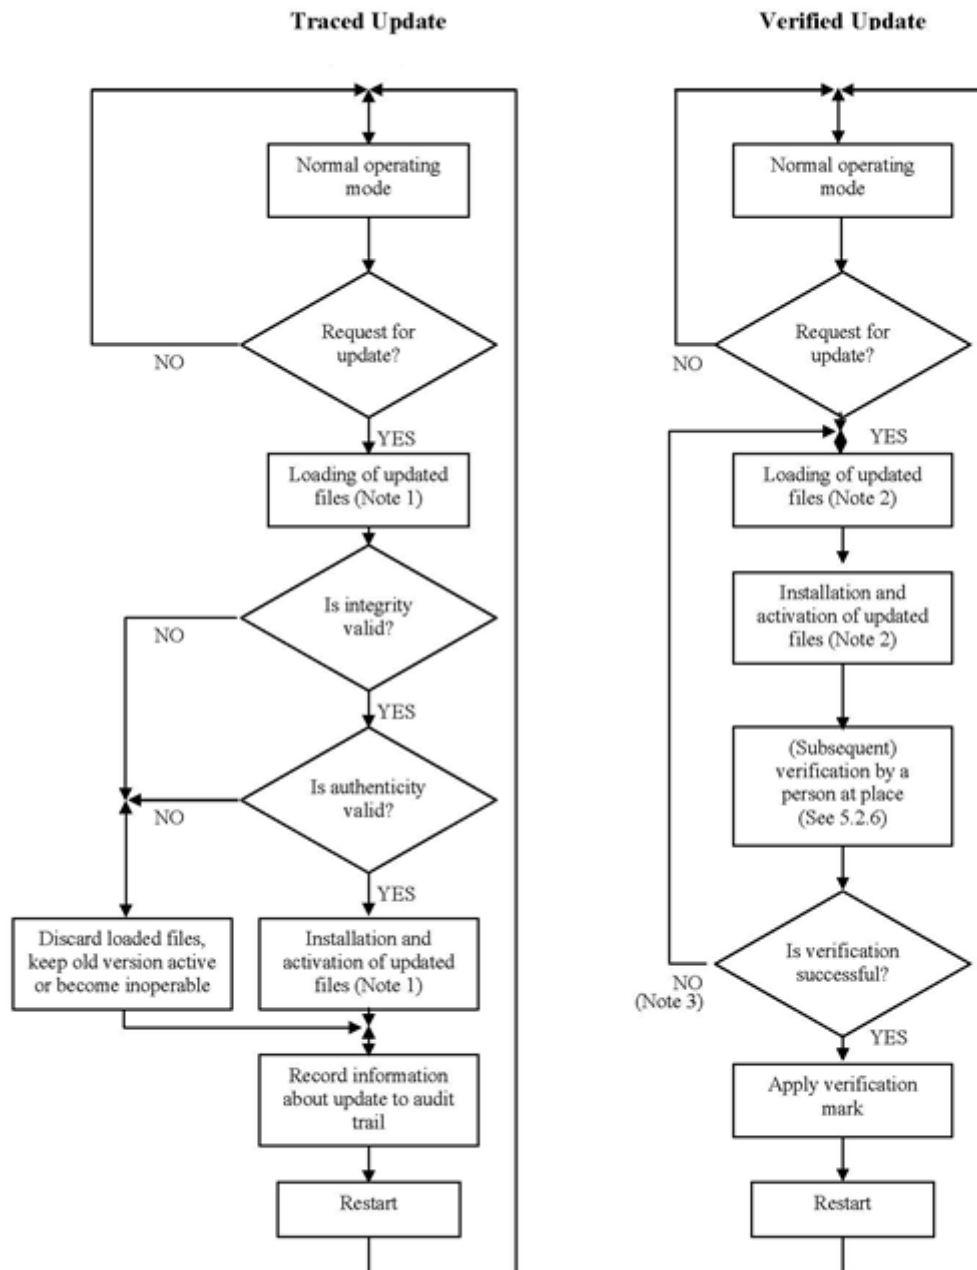 Traced Update
Normal operating
mode
Request for
update?
NO
YES
Loading of updated
files (Note 1)
Is integrity
valid?
NO
YES
Is authenticity
valid?
NO
YES
Discard loaded files,
keep old version active
or become inoperable
Installation and
activation of updated
files (Note 1)
Record information
about update to audit
trail
Restart
Verified Update
Normal operating
mode
Request for
update?
NO
YES
Loading of updated
files (Note 2)
Installation and
activation of updated
files (Note 2)
(Subsequent)
verification by a
person at place
(See 5.2.6)
Is verification
successful?
NO
(Note 3)
YES
Apply verification
mark
Restart